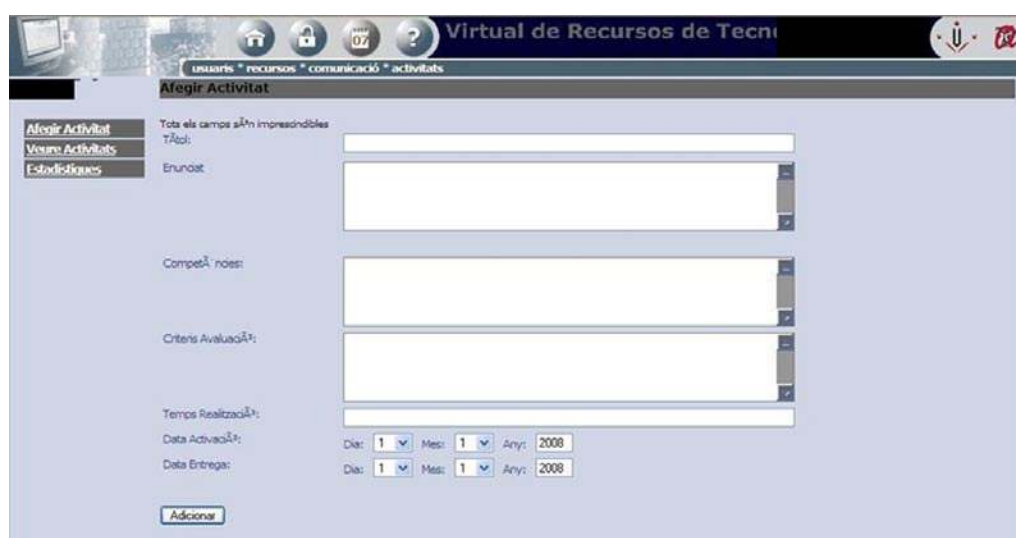 07 ? Virtual de Recursos de Tecn
usuaris * recursos * comunicació * activitats
Afegir Activitat
Afegir Activitat
Veure Activitats
Estadístiques
Tots els camps sÃ³n imprescindibles
TÃ­tol:
Enunciat
CompetÃ¨ncies:
Criteris AvaluaciÃ³:
Temps RealitzaciÃ³:
Data ActivaciÃ³: Dia: 1 Mes: 1 Any: 2008
Data Entrega: Dia: 1 Mes: 1 Any: 2008
Adicionar